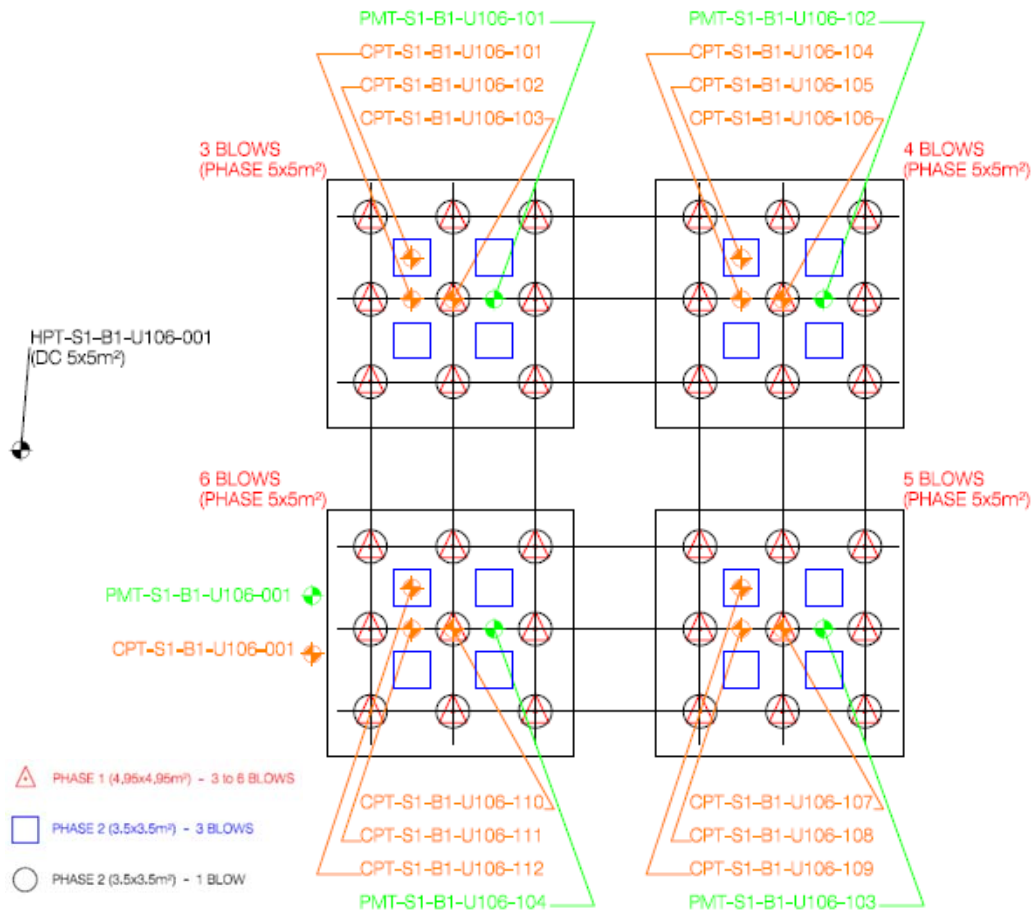 PMT-S1-B1-U106-101
PMT-S1-B1-U106-102
CPT-S1-B1-U106-101
CPT-S1-B1-U106-104
CPT-S1-B1-U106-102
CPT-S1-B1-U106-105
CPT-S1-B1-U106-103
CPT-S1-B1-U106-106
3 BLOWS
(PHASE 5x5m²)
4 BLOWS
(PHASE 5x5m²)
HPT-S1-B1-U106-001
(DC 5x5m²)
6 BLOWS
(PHASE 5x5m²)
5 BLOWS
(PHASE 5x5m²)
PMT-S1-B1-U106-001
CPT-S1-B1-U106-001
PHASE 1 (4,95x4,95m²) - 3 to 6 BLOWS
PHASE 2 (3.5x3.5m²) - 3 BLOWS
PHASE 2 (3.5x3.5m²) - 1 BLOW
CPT-S1-B1-U106-110
CPT-S1-B1-U106-111
CPT-S1-B1-U106-112
PMT-S1-B1-U106-104
CPT-S1-B1-U106-107
CPT-S1-B1-U106-108
CPT-S1-B1-U106-109
PMT-S1-B1-U106-103